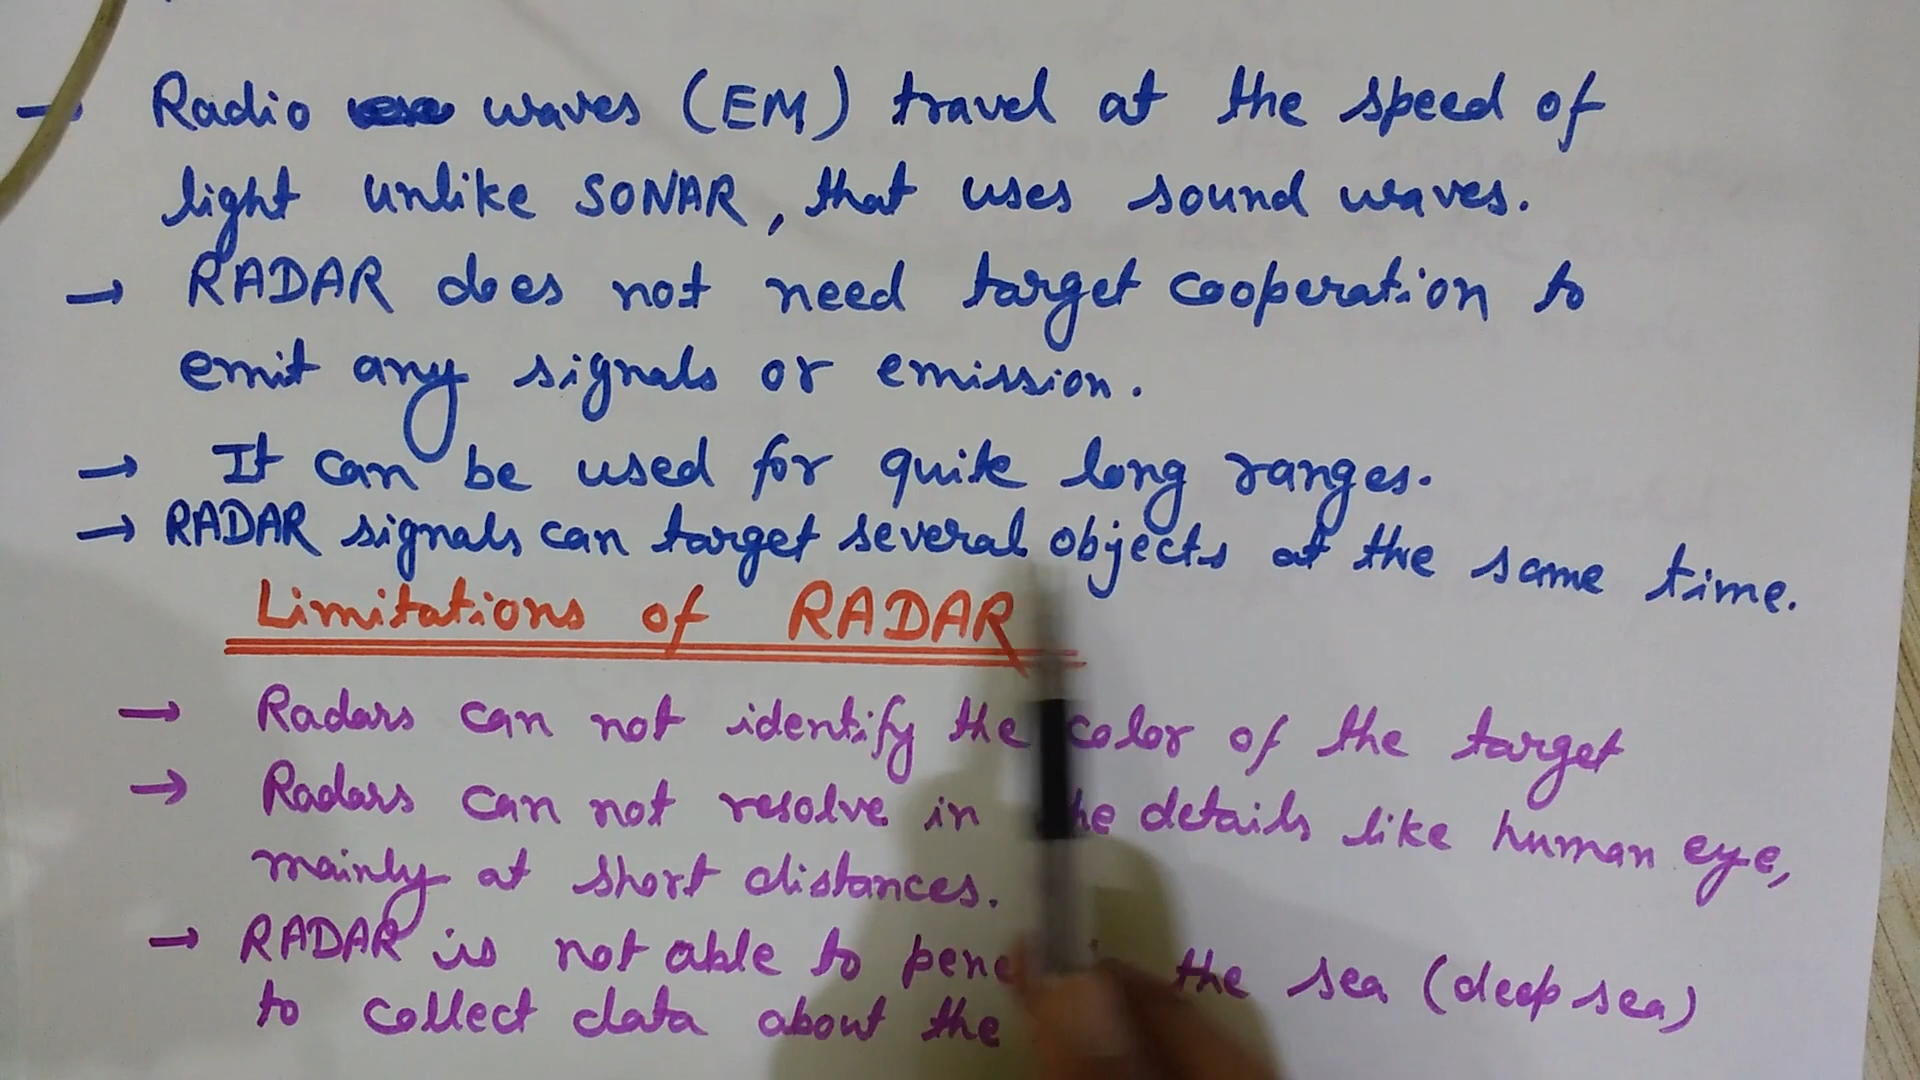 → Radio waves (EM) travel at the speed of
light unlike SONAR, that uses sound waves.
→ RADAR does not need target cooperation to
emit any signals or emission.
→ It can be used for quite long ranges.
→ RADAR signals can target several objects at the same time.
Limitations of RADAR
→ Radars can not identify the color of the target
→ Radars can not resolve in the details like human eye,
mainly at short distances.
→ RADAR is not able to the sea (deep sea)
to collect data about the